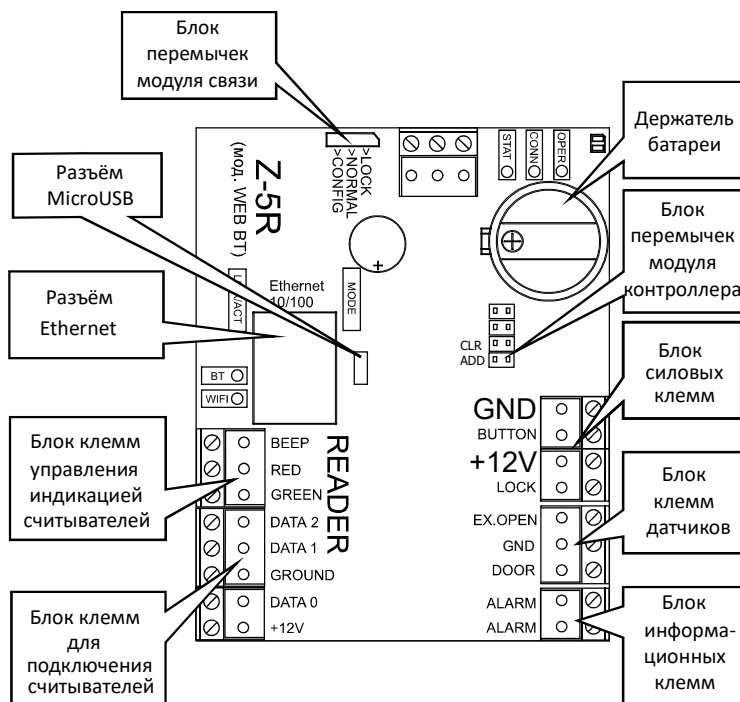 Блок
перемычек
модуля связи
Разъём
MicroUSB
Разъём
Ethernet
Блок клемм
управления
индикацией
считывателей
Блок клемм
для
подключения
считывателей
Z-5R
(мод. WEB BT)
>LOCK
>NORMAL
>CONFIG
STAT
CONN
OPER
Ethernet
10/100
MODE
/ACT
BT
WIFI
CLR
ADD
READER
BEEP
RED
GREEN
DATA 2
DATA 1
GROUND
DATA 0
+12V
GND
BUTTON
+12V
LOCK
EX.OPEN
GND
DOOR
ALARM
ALARM
Держатель
батареи
Блок
перемычек
модуля
контроллера
Блок
силовых
клемм
Блок
клемм
датчиков
Блок
информа-
ционных
клемм